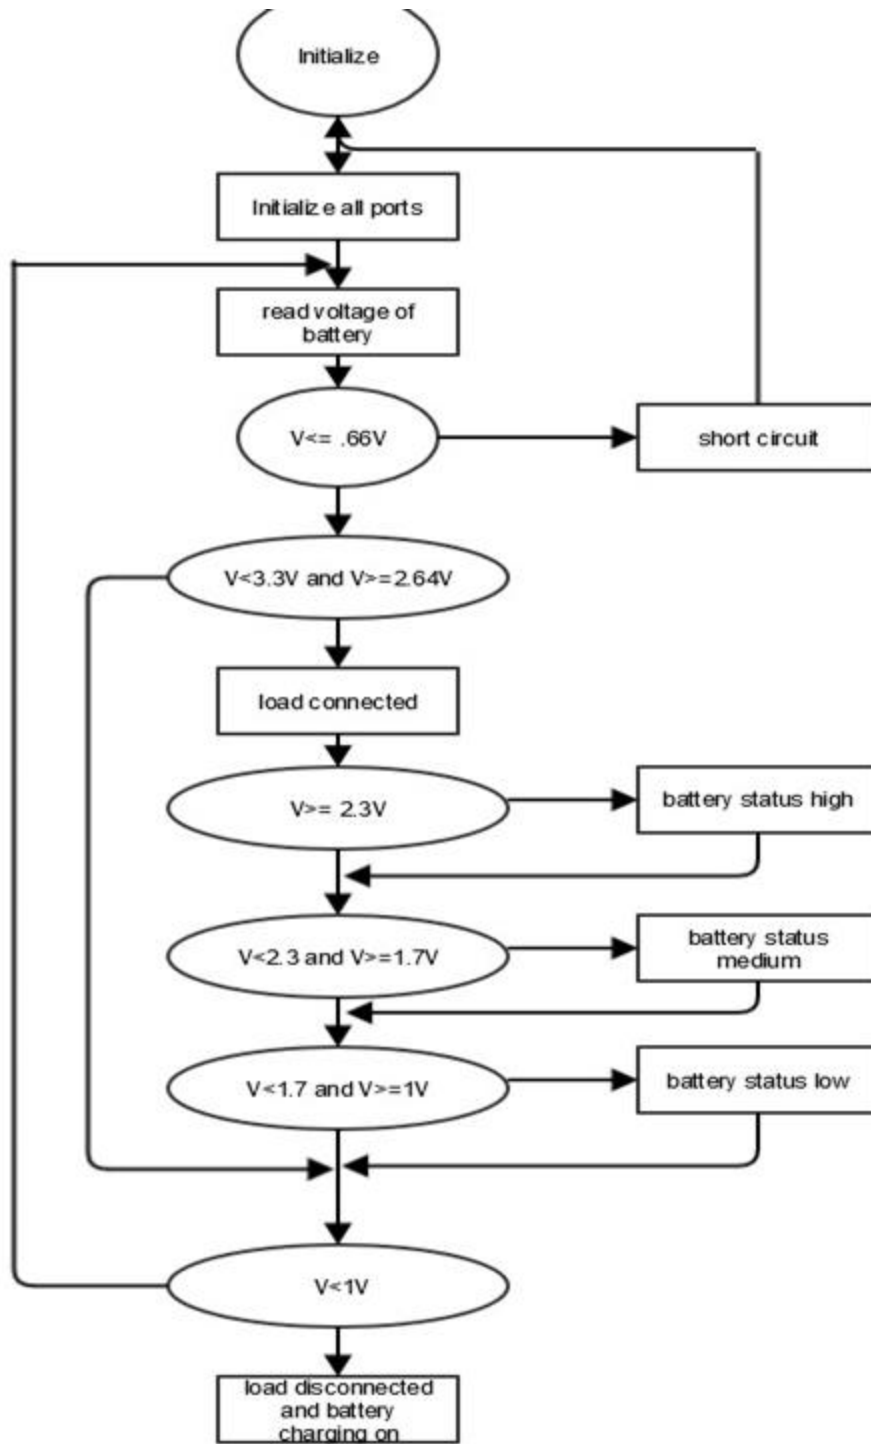 Initialize
Initialize all ports
read voltage of
battery
V<= .66V
short circuit
V<3.3V and V>=2.64V
load connected
V>= 2.3V
battery status high
V<2.3 and V>=1.7V
battery status
medium
V<1.7 and V>=1V
battery status low
V<1V
load disconnected
and battery
charging on